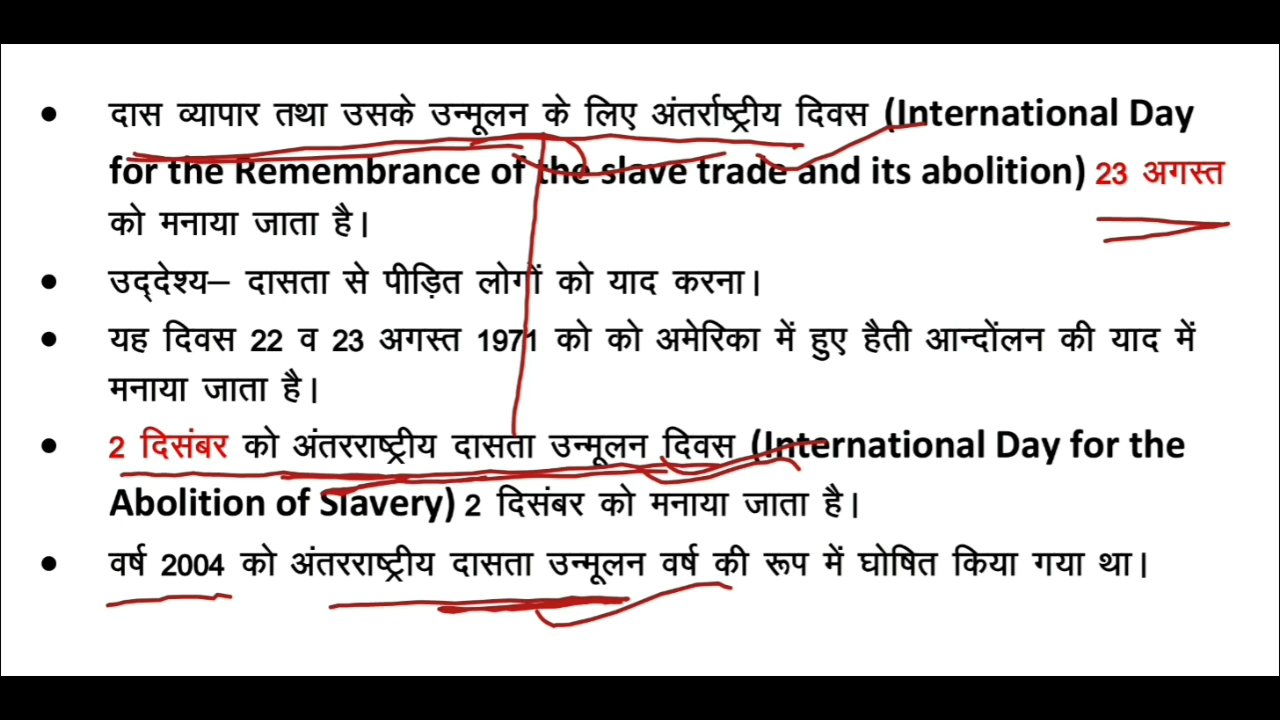 • दास व्यापार तथा उसके उन्मूलन के लिए अंतर्राष्ट्रीय दिवस (International Day
for the Remembrance of the slave trade and its abolition) 23 अगस्त
को मनाया जाता है।
• उद्देश्य– दासता से पीड़ित लोगों को याद करना।
• यह दिवस 22 व 23 अगस्त 1971 को को अमेरिका में हुए हैती आन्दोंलन की याद में
मनाया जाता है।
• 2 दिसंबर को अंतरराष्ट्रीय दासता उन्मूलन दिवस (International Day for the
Abolition of Slavery) 2 दिसंबर को मनाया जाता है।
• वर्ष 2004 को अंतरराष्ट्रीय दासता उन्मूलन वर्ष की रूप में घोषित किया गया था।